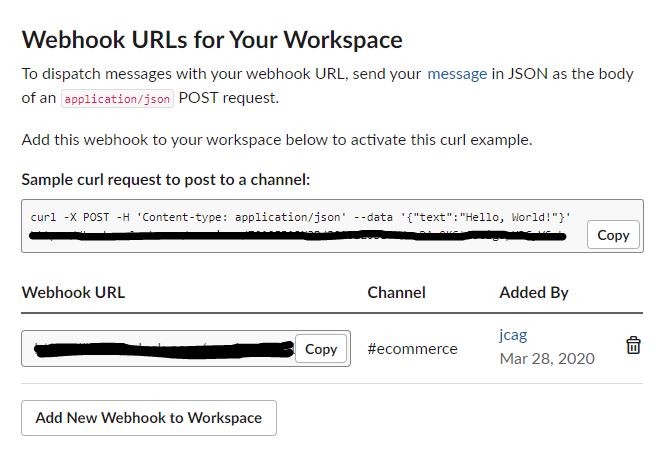 Webhook URLs for Your Workspace
To dispatch messages with your webhook URL, send your message in JSON as the body
of an application/json POST request.
Add this webhook to your workspace below to activate this curl example.
Sample curl request to post to a channel:
curl -X POST -H 'Content-type: application/json' --data '{"text":"Hello, World!"}'
Copy
Webhook URL Channel Added By
Copy #ecommerce jcag
Mar 28, 2020
Add New Webhook to Workspace